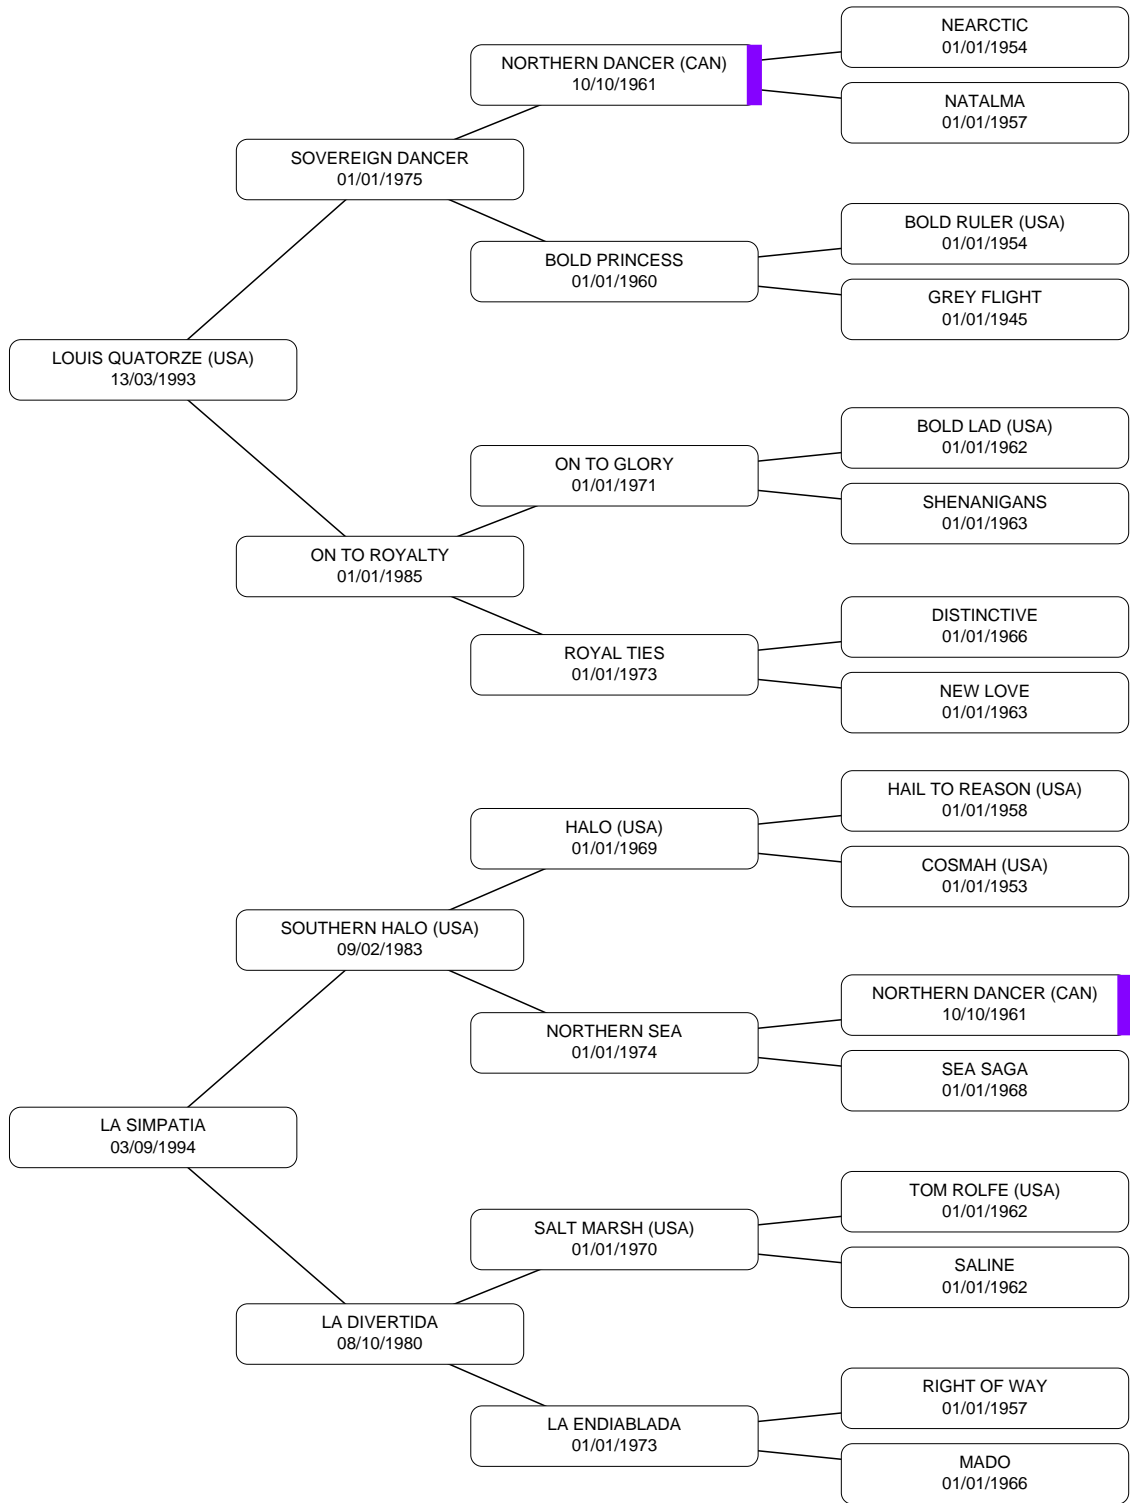 NEARCTIC
01/01/1954
NORTHERN DANCER (CAN)
10/10/1961
NATALMA
01/01/1957
SOVEREIGN DANCER
01/01/1975
BOLD RULER (USA)
01/01/1954
BOLD PRINCESS
01/01/1960
GREY FLIGHT
01/01/1945
LOUIS QUATORZE (USA)
13/03/1993
BOLD LAD (USA)
01/01/1962
ON TO GLORY
01/01/1971
SHENANIGANS
01/01/1963
ON TO ROYALTY
01/01/1985
DISTINCTIVE
01/01/1966
ROYAL TIES
01/01/1973
NEW LOVE
01/01/1963
HAIL TO REASON (USA)
01/01/1958
HALO (USA)
01/01/1969
COSMAH (USA)
01/01/1953
SOUTHERN HALO (USA)
09/02/1983
NORTHERN DANCER (CAN)
10/10/1961
NORTHERN SEA
01/01/1974
SEA SAGA
01/01/1968
LA SIMPATIA
03/09/1994
TOM ROLFE (USA)
01/01/1962
SALT MARSH (USA)
01/01/1970
SALINE
01/01/1962
LA DIVERTIDA
08/10/1980
RIGHT OF WAY
01/01/1957
LA ENDIABLADA
01/01/1973
MADO
01/01/1966